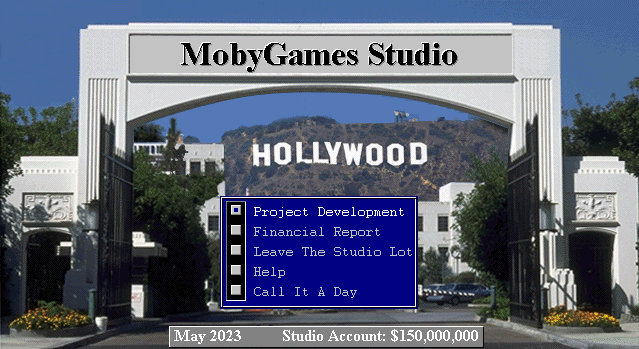 MobyGames Studio
HOLLYWOOD
Project Development
Financial Report
Leave The Studio Lot
Help
Call It A Day
May 2023 Studio Account: $150,000,000